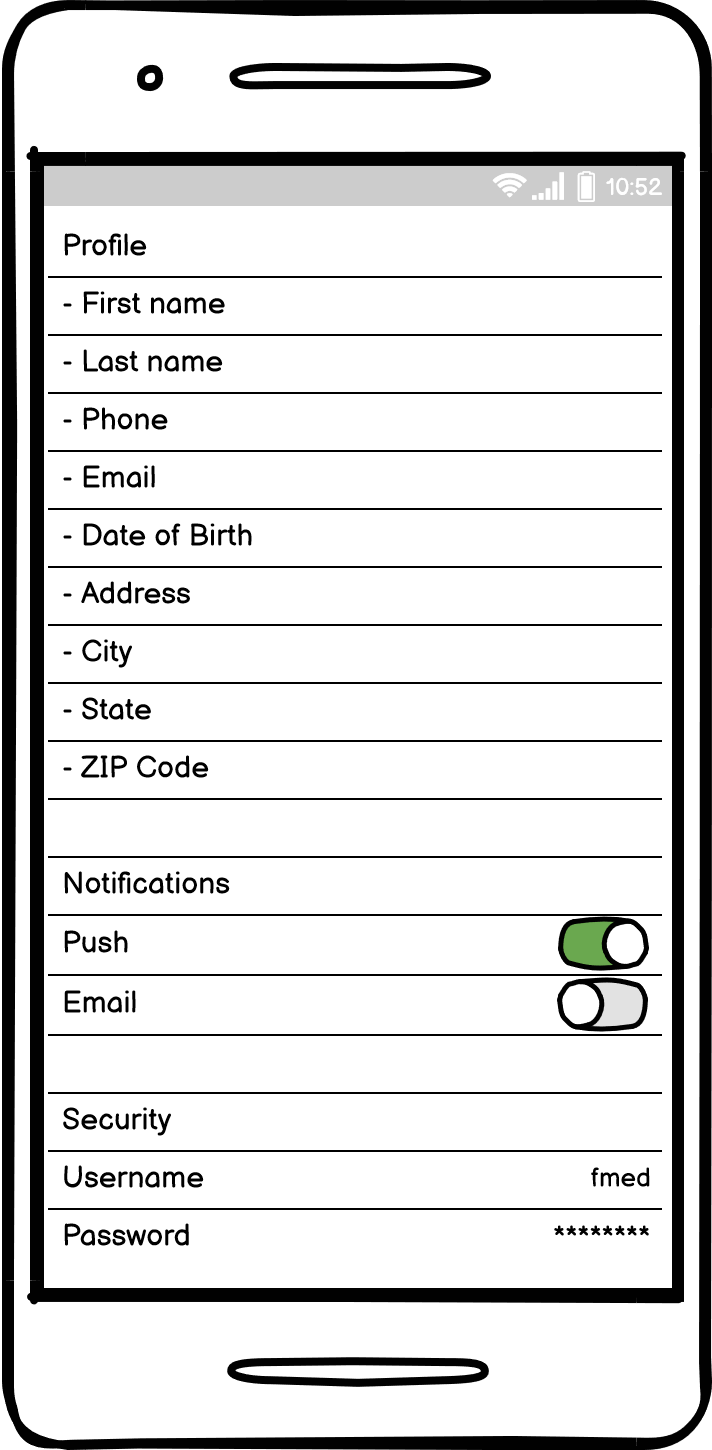 10:52
Profile
- First name
- Last name
- Phone
- Email
- Date of Birth
- Address
- City
- State
- ZIP Code
Notifications
Push
Email
Security
Username fmed
Password ********